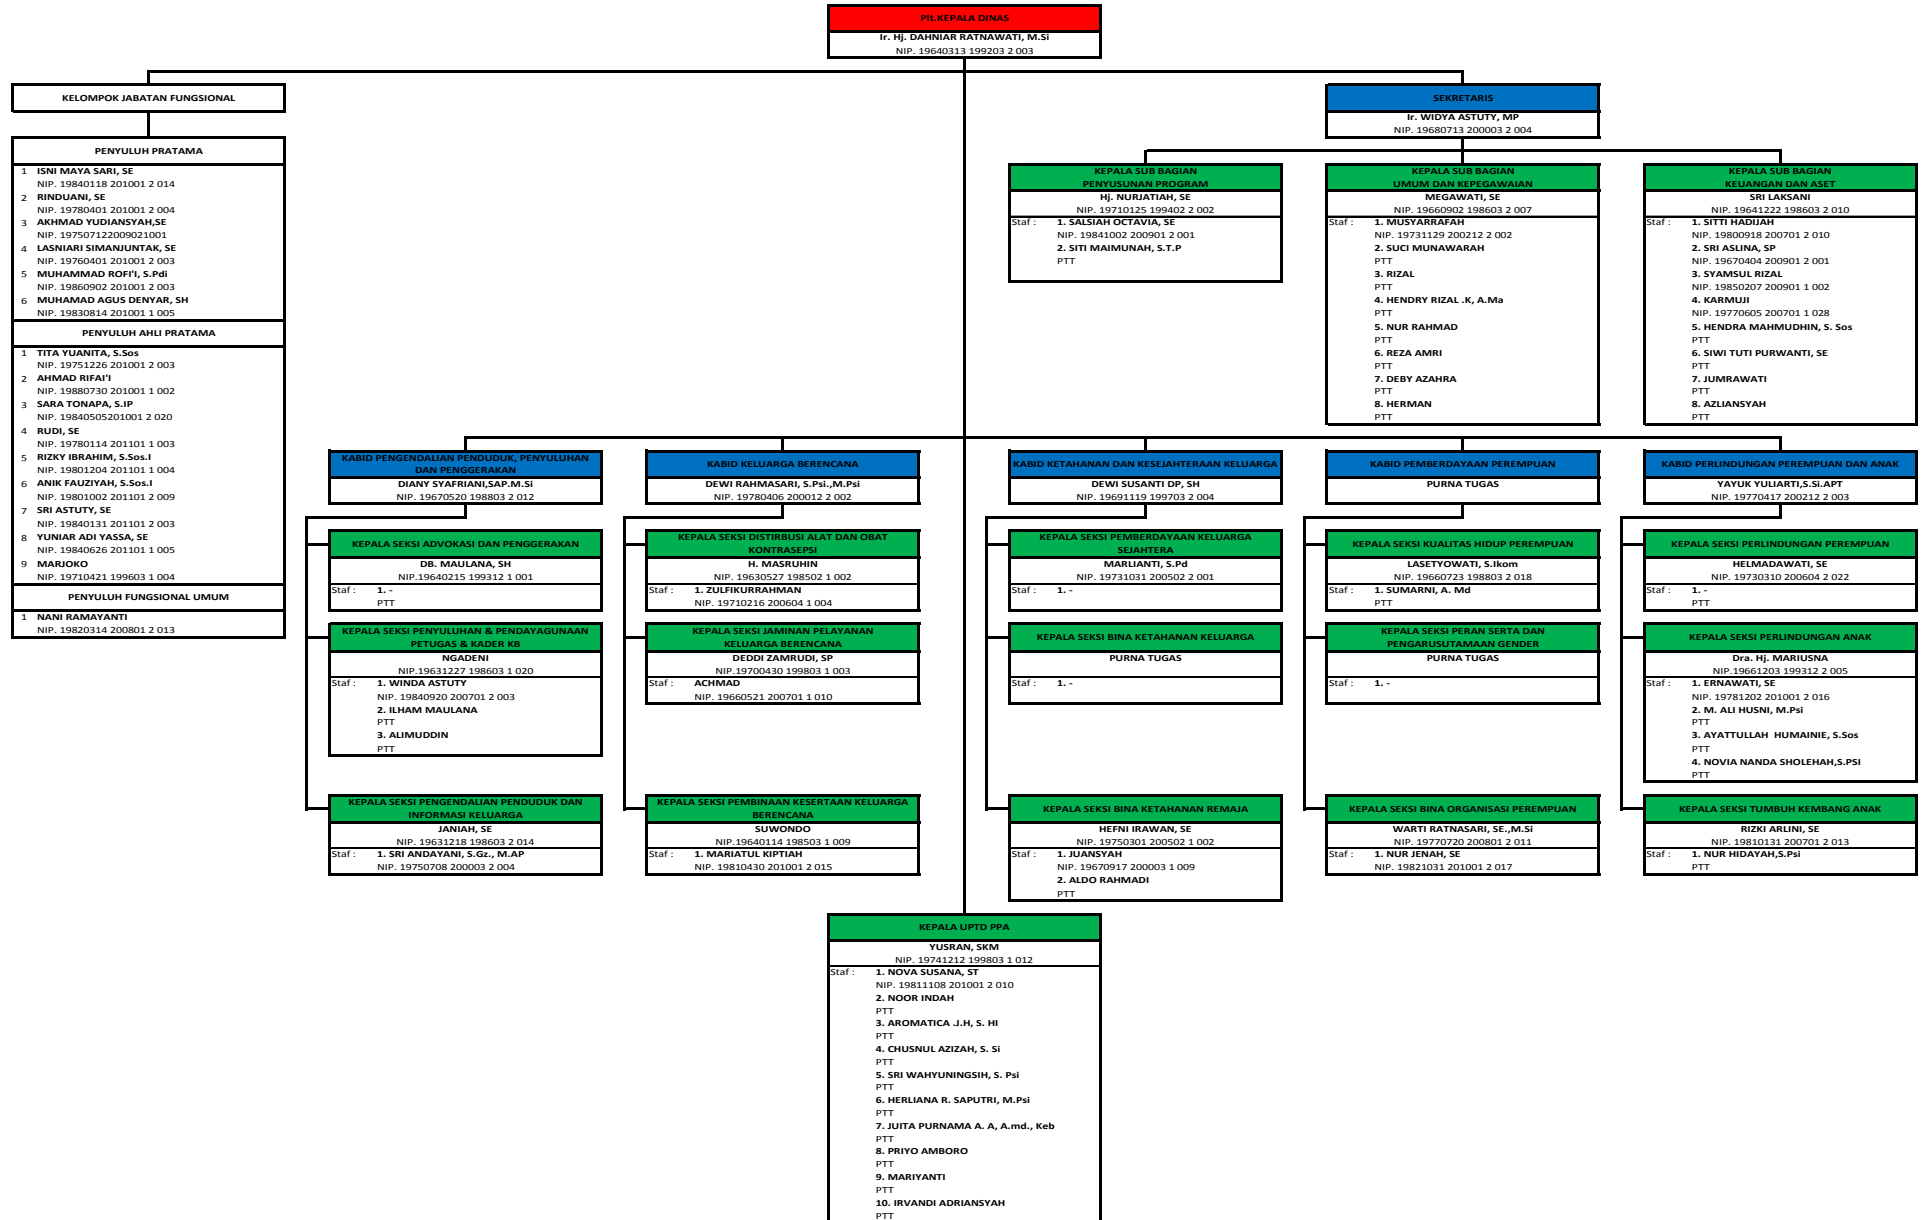 Plt.KEPALA DINAS
Ir. Hj. DAHNIAR RATNAWATI, M.Si
NIP. 19640313 199203 2 003
KELOMPOK JABATAN FUNGSIONAL
PENYULUH PRATAMA
1 ISNI MAYA SARI, SE
NIP. 19840118 201001 2 014
2 RINDUANI, SE
NIP. 19780401 201001 2 004
3 AKHMAD YUDIANSYAH,SE
NIP. 197507122009021001
4 LASNIARI SIMANJUNTAK, SE
NIP. 19760401 201001 2 003
5 MUHAMMAD ROFI'I, S.Pdi
NIP. 19860902 201001 2 003
6 MUHAMAD AGUS DENYAR, SH
NIP. 19830814 201001 1 005
PENYULUH AHLI PRATAMA
1 TITA YUANITA, S.Sos
NIP. 19751226 201001 2 003
2 AHMAD RIFAI'I
NIP. 19880730 201001 1 002
3 SARA TONAPA, S.IP
NIP. 19840505201001 2 020
4 RUDI, SE
NIP. 19780114 201101 1 003
5 RIZKY IBRAHIM, S.Sos.I
NIP. 19801204 201101 1 004
6 ANIK FAUZIYAH, S.Sos.I
NIP. 19801002 201101 2 009
7 SRI ASTUTY, SE
NIP. 19840131 201101 2 003
8 YUNIAR ADI YASSA, SE
NIP. 19840626 201101 1 005
9 MARJOKO
NIP. 19710421 199603 1 004
PENYULUH FUNGSIONAL UMUM
1 NANI RAMAYANTI
NIP. 19820314 200801 2 013
SEKRETARIS
Ir. WIDYA ASTUTY, MP
NIP. 19680713 200003 2 004
KEPALA SUB BAGIAN
PENYUSUNAN PROGRAM
Hj. NURJATIAH, SE
NIP. 19710125 199402 2 002
Staf : 1. SALSIAH OCTAVIA, SE
NIP. 19841002 200901 2 001
2. SITI MAIMUNAH, S.T.P
PTT
KEPALA SUB BAGIAN
UMUM DAN KEPEGAWAIAN
MEGAWATI, SE
NIP. 19660902 198603 2 007
Staf : 1. MUSYARRAFAH
NIP. 19731129 200212 2 002
2. SUCI MUNAWARAH
PTT
3. RIZAL
PTT
4. HENDRY RIZAL .K, A.Ma
PTT
5. NUR RAHMAD
PTT
6. REZA AMRI
PTT
7. DEBY AZAHRA
PTT
8. HERMAN
PTT
KEPALA SUB BAGIAN
KEUANGAN DAN ASET
SRI LAKSANI
NIP. 19641222 198603 2 010
Staf : 1. SITTI HADIJAH
NIP. 19800918 200701 2 010
2. SRI ASLINA, SP
NIP. 19670404 200901 2 001
3. SYAMSUL RIZAL
NIP. 19850207 200901 1 002
4. KARMUJI
NIP. 19770605 200701 1 028
5. HENDRA MAHMUDHIN, S. Sos
PTT
6. SIWI TUTI PURWANTI, SE
PTT
7. JUMRAWATI
PTT
8. AZLIANSYAH
PTT
KABID PENGENDALIAN PENDUDUK, PENYULUHAN
DAN PENGGERAKAN
DIANY SYAFRIANI,SAP.M.Si
NIP. 19670520 198803 2 012
KEPALA SEKSI ADVOKASI DAN PENGGERAKAN
DB. MAULANA, SH
NIP.19640215 199312 1 001
Staf : 1. -
PTT
KEPALA SEKSI PENYULUHAN & PENDAYAGUNAAN
PETUGAS & KADER KB
NGADENI
NIP.19631227 198603 1 020
Staf : 1. WINDA ASTUTY
NIP. 19840920 200701 2 003
2. ILHAM MAULANA
PTT
3. ALIMUDDIN
PTT
KEPALA SEKSI PENGENDALIAN PENDUDUK DAN
INFORMASI KELUARGA
JANIAH, SE
NIP. 19631218 198603 2 014
Staf : 1. SRI ANDAYANI, S.Gz., M.AP
NIP. 19750708 200003 2 004
KABID KELUARGA BERENCANA
DEWI RAHMASARI, S.Psi.,M.Psi
NIP. 19780406 200012 2 002
KEPALA SEKSI DISTIRBUSI ALAT DAN OBAT
KONTRASEPSI
H. MASRUHIN
NIP. 19630527 198502 1 002
Staf : 1. ZULFIKURRAHMAN
NIP. 19710216 200604 1 004
KEPALA SEKSI JAMINAN PELAYANAN
KELUARGA BERENCANA
DEDDI ZAMRUDI, SP
NIP.19700430 199803 1 003
Staf : ACHMAD
NIP. 19660521 200701 1 010
KEPALA SEKSI PEMBINAAN KESERTAAN KELUARGA
BERENCANA
SUWONDO
NIP.19640114 198503 1 009
Staf : 1. MARIATUL KIPTIAH
NIP. 19810430 201001 2 015
KABID KETAHANAN DAN KESEJAHTERAAN KELUARGA
DEWI SUSANTI DP, SH
NIP. 19691119 199703 2 004
KEPALA SEKSI PEMBERDAYAAN KELUARGA
SEJAHTERA
MARLIANTI, S.Pd
NIP. 19731031 200502 2 001
Staf : 1. -
KEPALA SEKSI BINA KETAHANAN KELUARGA
PURNA TUGAS
Staf : 1. -
KEPALA SEKSI BINA KETAHANAN REMAJA
HEFNI IRAWAN, SE
NIP. 19750301 200502 1 002
Staf : 1. JUANSYAH
NIP. 19670917 200003 1 009
2. ALDO RAHMADI
PTT
KABID PEMBERDAYAAN PEREMPUAN
PURNA TUGAS
KEPALA SEKSI KUALITAS HIDUP PEREMPUAN
LASETYOWATI, S.Ikom
NIP. 19660723 198803 2 018
Staf : 1. SUMARNI, A. Md
PTT
KEPALA SEKSI PERAN SERTA DAN
PENGARUSUTAMAAN GENDER
PURNA TUGAS
Staf : 1. -
KEPALA SEKSI BINA ORGANISASI PEREMPUAN
WARTI RATNASARI, SE.,M.Si
NIP. 19770720 200801 2 011
Staf : 1. NUR JENAH, SE
NIP. 19821031 201001 2 017
KABID PERLINDUNGAN PEREMPUAN DAN ANAK
YAYUK YULIARTI,S.Si.APT
NIP. 19770417 200212 2 003
KEPALA SEKSI PERLINDUNGAN PEREMPUAN
HELMADAWATI, SE
NIP. 19730310 200604 2 022
Staf : 1. -
PTT
KEPALA SEKSI PERLINDUNGAN ANAK
Dra. Hj. MARIUSNA
NIP.19661203 199312 2 005
Staf : 1. ERNAWATI, SE
NIP. 19781202 201001 2 016
2. M. ALI HUSNI, M.Psi
PTT
3. AYATTULLAH HUMAINIE, S.Sos
PTT
4. NOVIA NANDA SHOLEHAH,S.PSI
PTT
KEPALA SEKSI TUMBUH KEMBANG ANAK
RIZKI ARLINI, SE
NIP. 19810131 200701 2 013
Staf : 1. NUR HIDAYAH,S.Psi
PTT
KEPALA UPTD PPA
YUSRAN, SKM
NIP. 19741212 199803 1 012
Staf : 1. NOVA SUSANA, ST
NIP. 19811108 201001 2 010
2. NOOR INDAH
PTT
3. AROMATICA .J.H, S. HI
PTT
4. CHUSNUL AZIZAH, S. Si
PTT
5. SRI WAHYUNINGSIH, S. Psi
PTT
6. HERLIANA R. SAPUTRI, M.Psi
PTT
7. JUITA PURNAMA A. A, A.md., Keb
PTT
8. PRIYO AMBORO
PTT
9. MARIYANTI
PTT
10. IRVANDI ADRIANSYAH
PTT